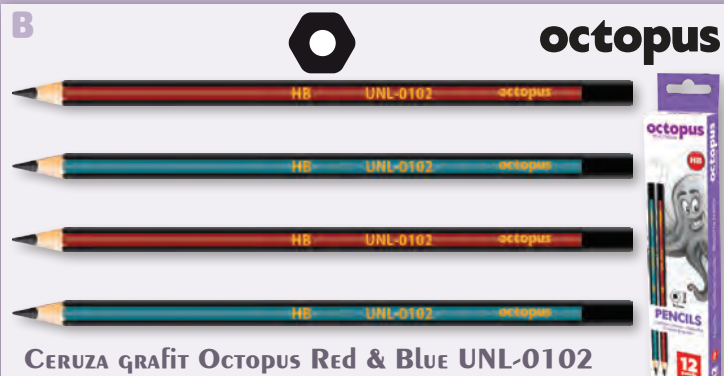 B
octopus
HB UNL-0102 octopus
HB UNL-0102 octopus
HB UNL-0102 octopus
HB UNL-0102 octopus
octopus
HB
PENCILS
12
octopus
Ceruza grafit Octopus Red & Blue UNL-0102